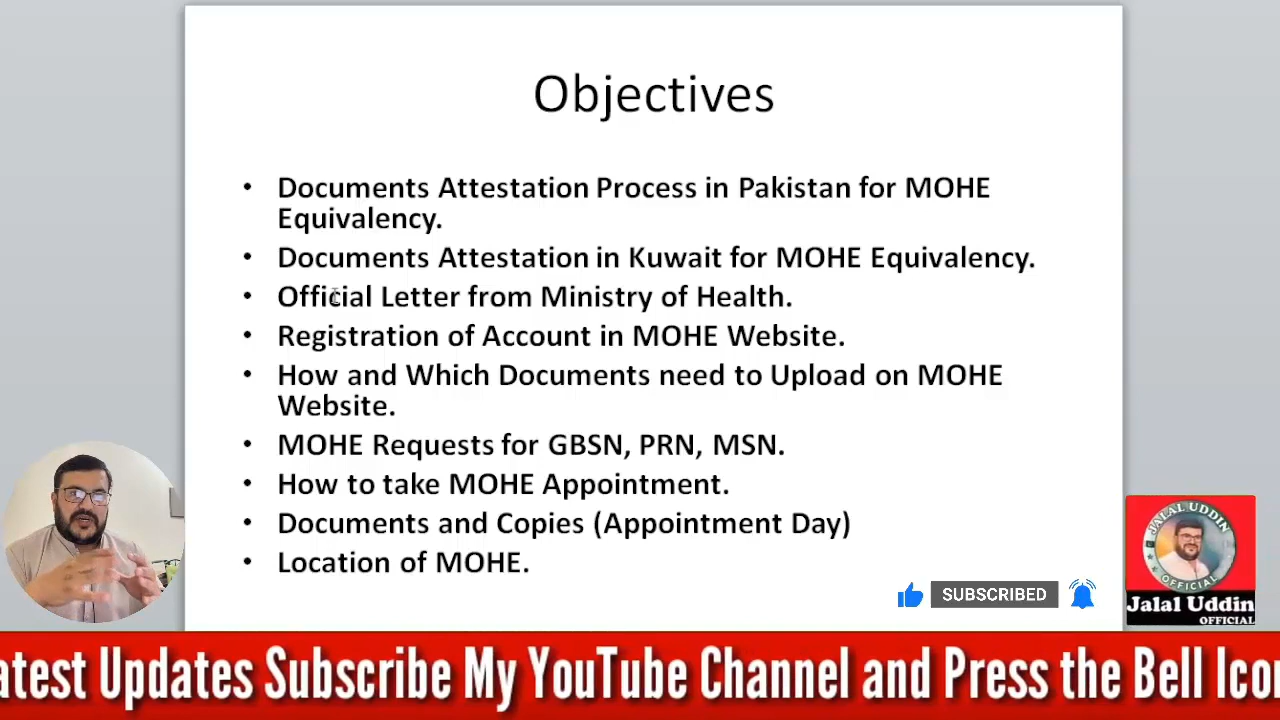 Objectives
• Documents Attestation Process in Pakistan for MOHE
Equivalency.
• Documents Attestation in Kuwait for MOHE Equivalency.
• Official Letter from Ministry of Health.
• Registration of Account in MOHE Website.
• How and Which Documents need to Upload on MOHE
Website.
• MOHE Requests for GBSN, PRN, MSN.
• How to take MOHE Appointment.
• Documents and Copies (Appointment Day)
• Location of MOHE.
SUBSCRIBED
JALAL UDDIN
OFFICIAL
Jalal Uddin
OFFICIAL
atest Updates Subscribe My YouTube Channel and Press the Bell Icon